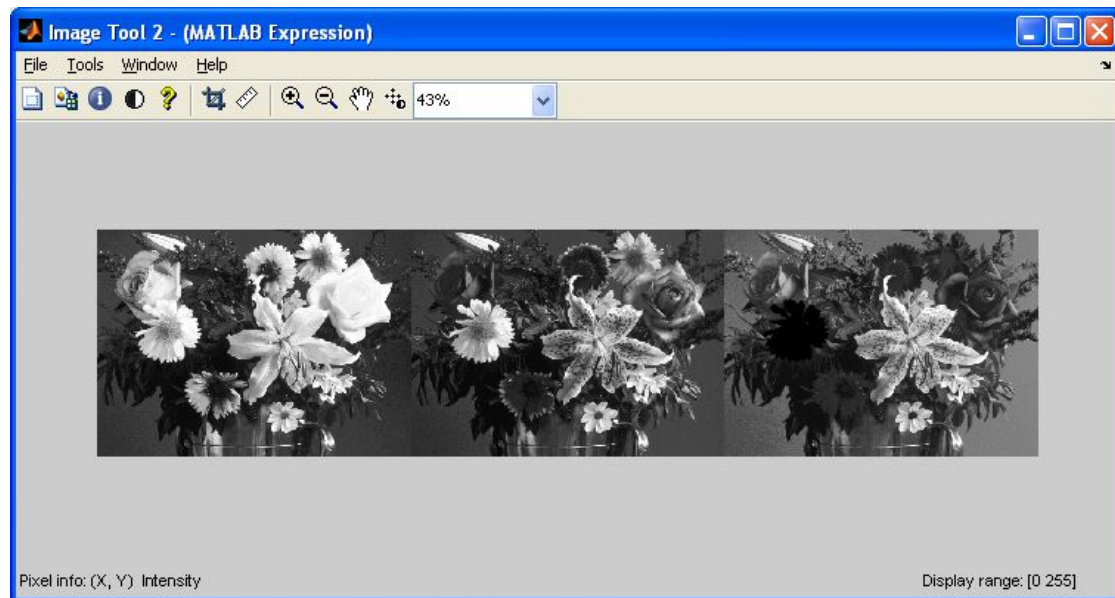 Image Tool 2 - (MATLAB Expression)
File Tools Window Help
43%
Pixel info: (X, Y) Intensity
Display range: [0 255]